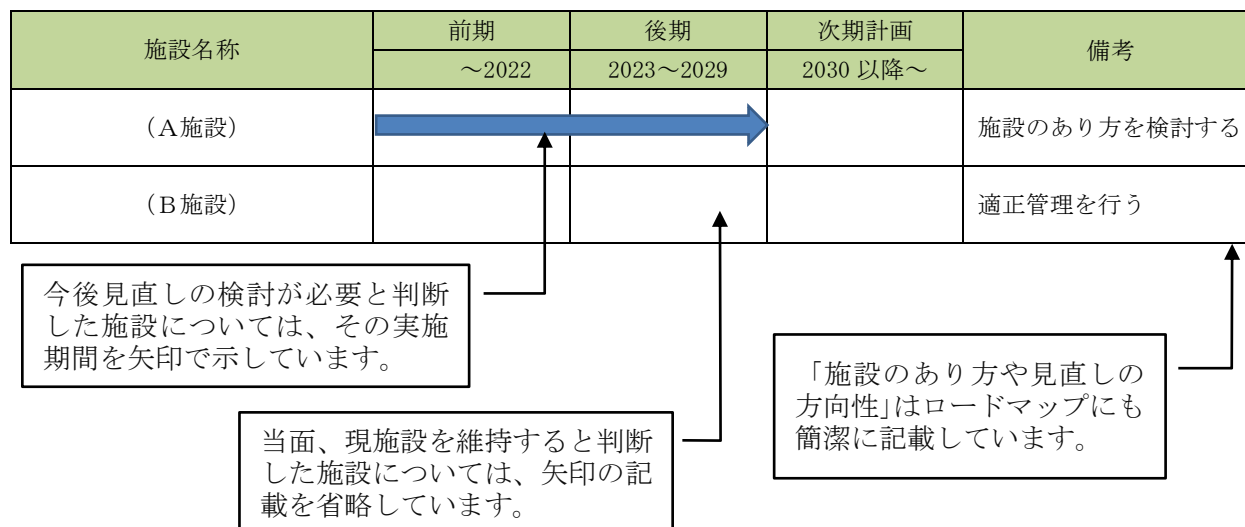 施設名称
前期
後期
次期計画
備考
～2022
2023～2029
2030 以降～
（Ａ施設）
施設のあり方を検討する
（Ｂ施設）
適正管理を行う
今後見直しの検討が必要と判断
した施設については、その実施
期間を矢印で示しています。
「施設のあり方や見直しの
方向性」はロードマップにも
簡潔に記載しています。
当面、現施設を維持すると判断
した施設については、矢印の記
載を省略しています。